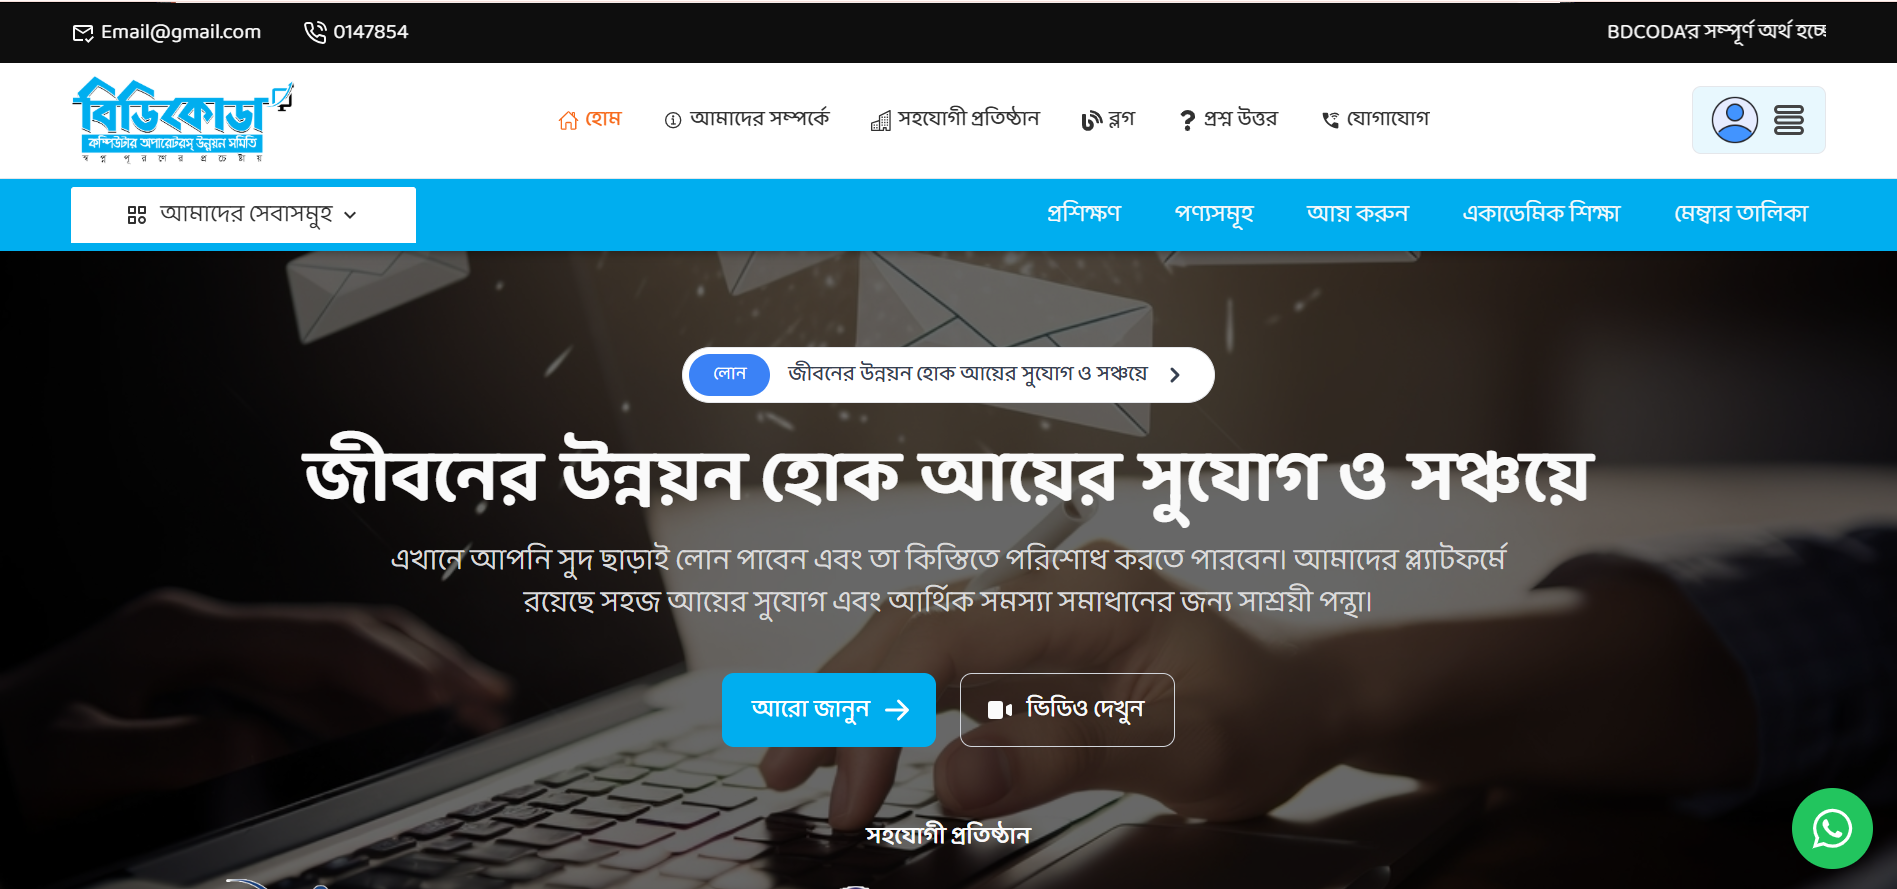 Email@gmail.com
0147854
BDCODA'র সম্পূর্ণ অর্থ হচ্ছে
বিডিকোডা
কম্পিউটার অপারেটরস্ উন্নয়ন সমিতি
স্বপ্ন পূরণের প্রচেষ্টায়
হোম
আমাদের সম্পর্কে
সহযোগী প্রতিষ্ঠান
ব্লগ
প্রশ্ন উত্তর
যোগাযোগ
আমাদের সেবাসমুহ
প্রশিক্ষণ
পণ্যসমূহ
আয় করুন
একাডেমিক শিক্ষা
মেম্বার তালিকা
লোন
জীবনের উন্নয়ন হোক আয়ের সুযোগ ও সঞ্চয়ে
জীবনের উন্নয়ন হোক আয়ের সুযোগ ও সঞ্চয়ে
এখানে আপনি সুদ ছাড়াই লোন পাবেন এবং তা কিস্তিতে পরিশোধ করতে পারবেন। আমাদের প্ল্যাটফর্মে
রয়েছে সহজ আয়ের সুযোগ এবং আর্থিক সমস্যা সমাধানের জন্য সাশ্রয়ী পন্থা।
আরো জানুন
ভিডিও দেখুন
সহযোগী প্রতিষ্ঠান